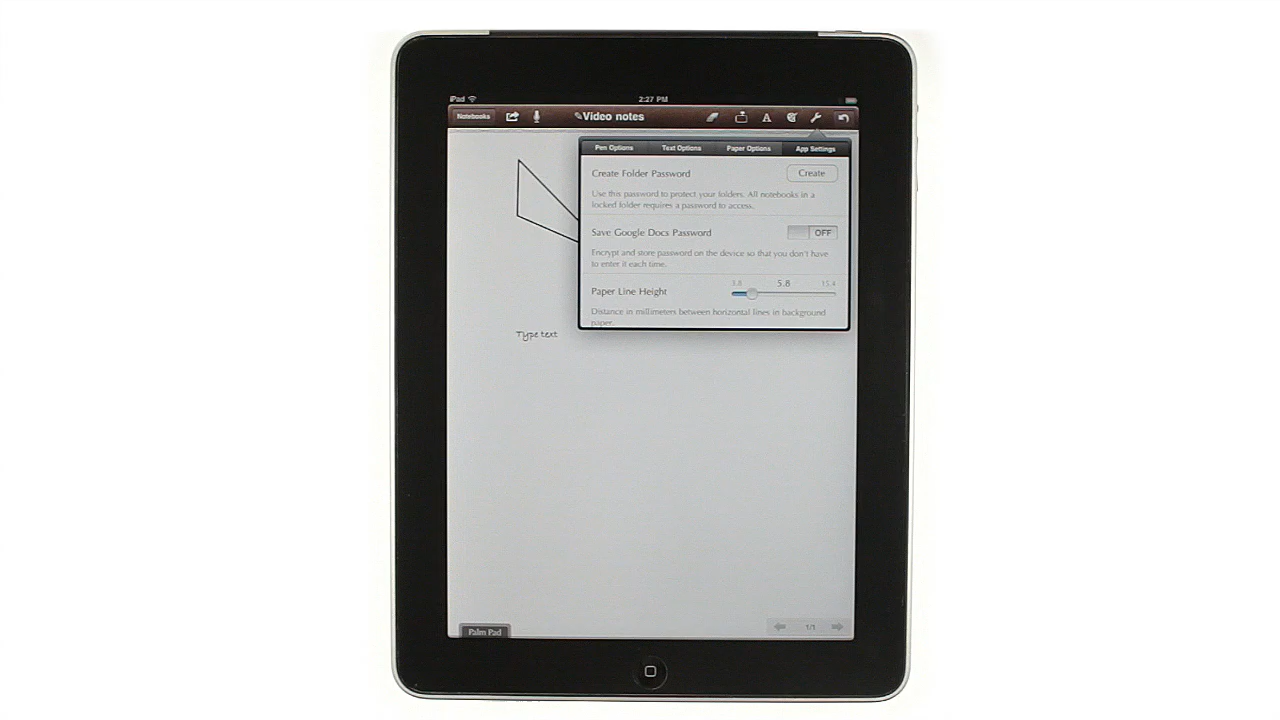 iPad 2:27 PM
Notebooks Video notes A
Pen Options Text Options Paper Options App Settings
Create Folder Password Create
Use this password to protect your folders. All notebooks in a
locked folder requires a password to access.
Save Google Docs Password OFF
Encrypt and store password on the device so that you don't have
to enter it each time.
3.8 5.8 15.4
Paper Line Height
Distance in millimeters between horizontal lines in background
paper.
Type text
Palm Pad 1/1